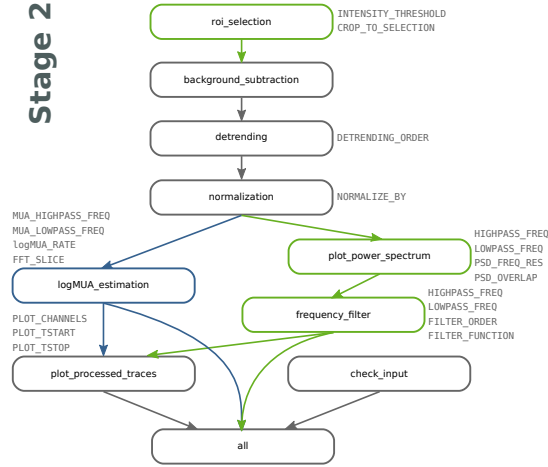 Stage 2
roi_selection
INTENSITY_THRESHOLD
CROP_TO_SELECTION
background_subtraction
detrending
DETRENDING_ORDER
normalization
NORMALIZE_BY
MUA_HIGHPASS_FREQ
MUA_LOWPASS_FREQ
logMUA_RATE
FFT_SLICE
logMUA_estimation
plot_power_spectrum
HIGHPASS_FREQ
LOWPASS_FREQ
PSD_FREQ_RES
PSD_OVERLAP
frequency_filter
HIGHPASS_FREQ
LOWPASS_FREQ
FILTER_ORDER
FILTER_FUNCTION
PLOT_CHANNELS
PLOT_TSTART
PLOT_TSTOP
plot_processed_traces
check_input
all